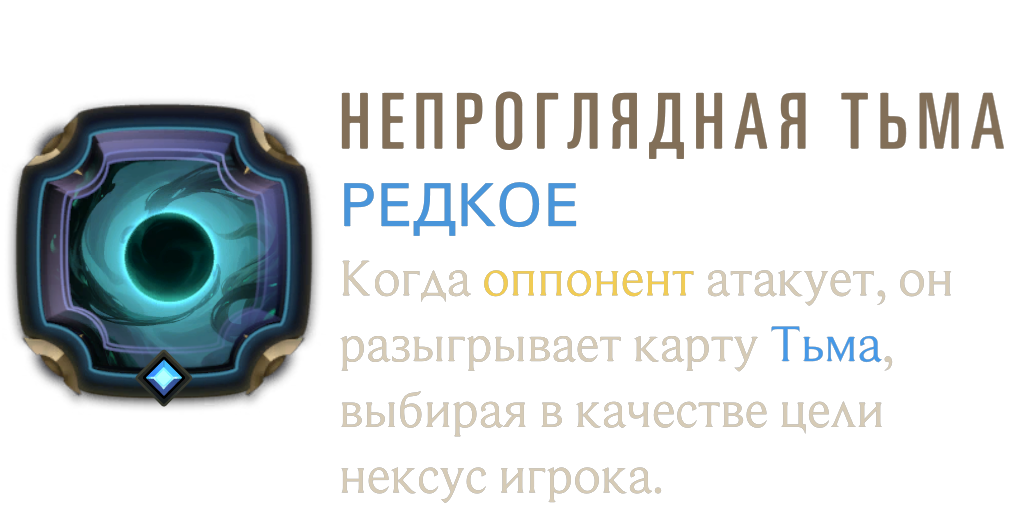 НЕПРОГЛЯДНАЯ ТЬМА
РЕДКОЕ
Когда оппонент атакует, он
разыгрывает карту Тьма,
выбирая в качестве цели
нексус игрока.